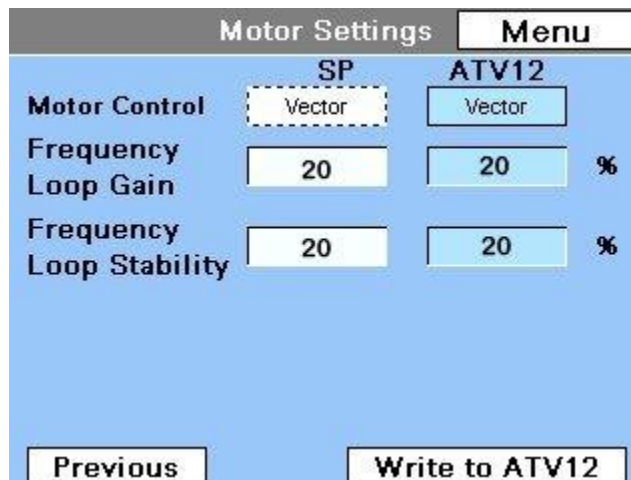 Motor Settings Menu
SP ATV12
Motor Control Vector Vector
Frequency
Loop Gain 20 20 %
Frequency
Loop Stability 20 20 %
Previous Write to ATV12